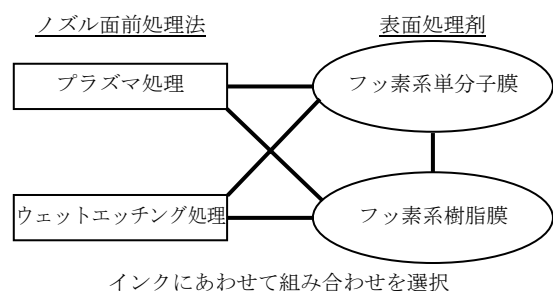 ノズル面前処理法
表面処理剤
プラズマ処理
フッ素系単分子膜
ウェットエッチング処理
フッ素系樹脂膜
インクにあわせて組み合わせを選択